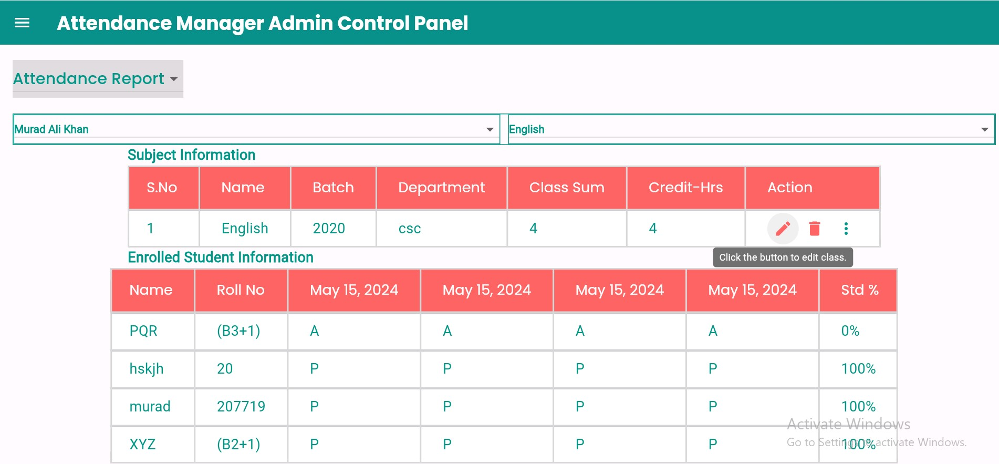 Attendance Manager Admin Control Panel
Attendance Report
Murad Ali Khan English
Subject Information
S.No Name Batch Department Class Sum Credit-Hrs Action
1 English 2020 csc 4 4
Enrolled Student Information
Click the button to edit class.
Name Roll No May 15, 2024 May 15, 2024 May 15, 2024 May 15, 2024 Std %
PQR (B3+1) A A A A 0%
hskjh 20 P P P P 100%
murad 207719 P P P P 100%
Activate Windows
XYZ (B2+1) P P P P 100%
Go to Settings to activate Windows.